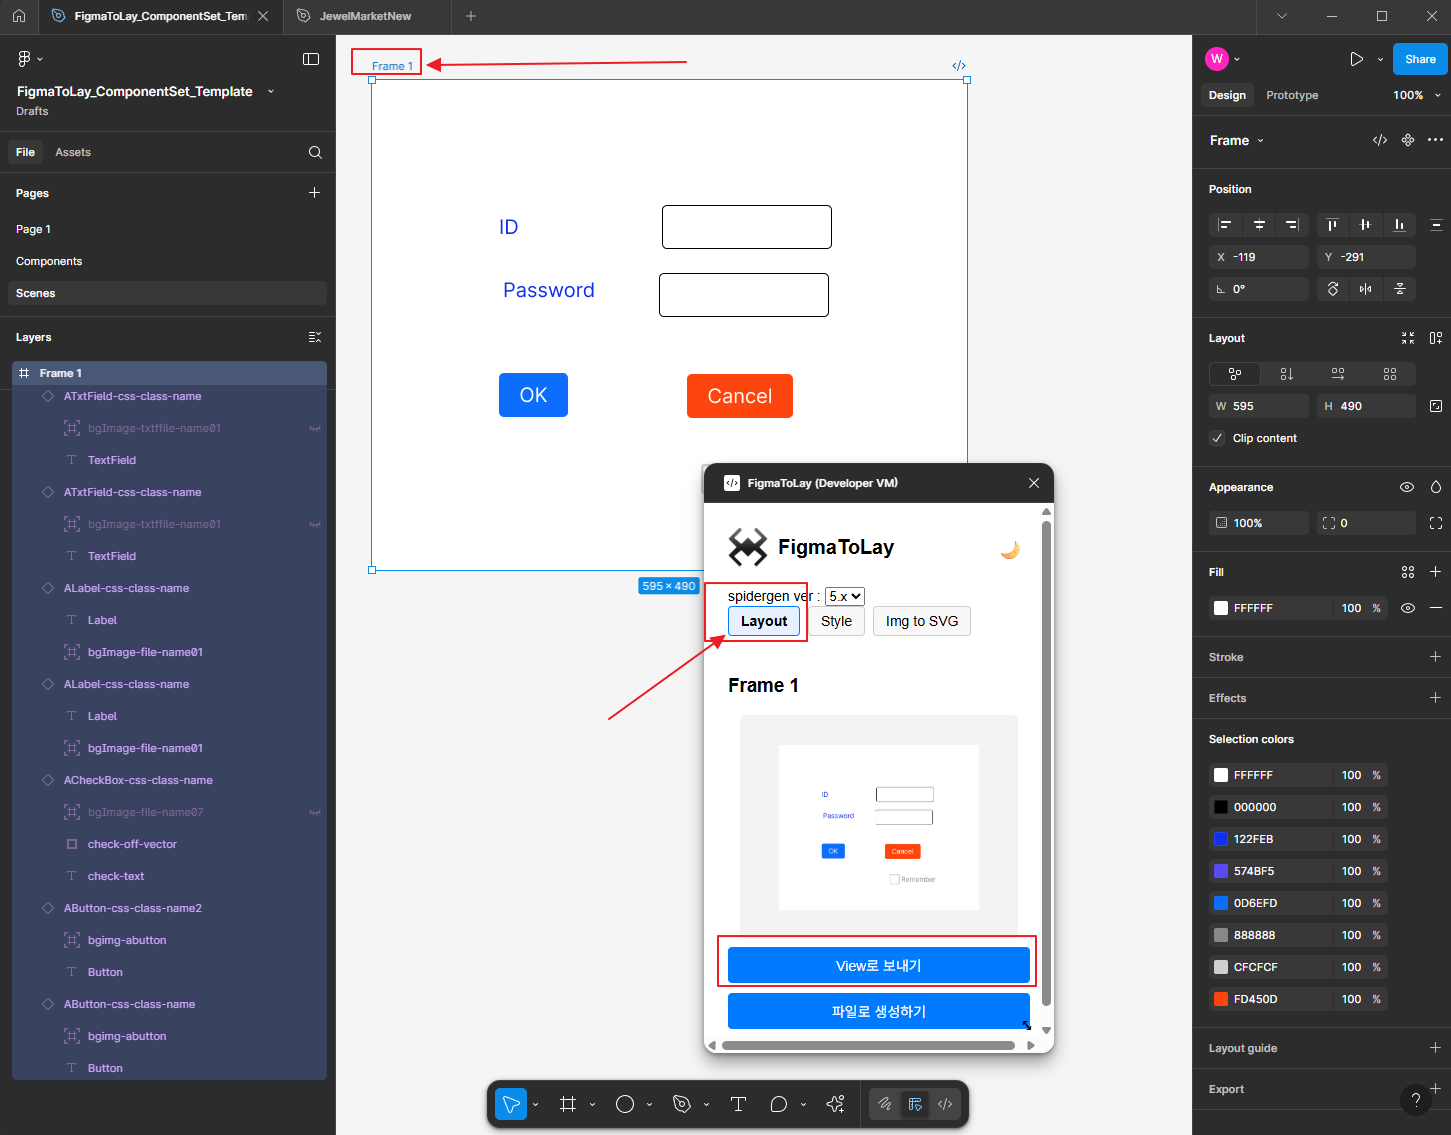 FigmaToLay_ComponentSet_Tem
JewelMarketNew
FigmaToLay_ComponentSet_Template
Drafts
File
Assets
Pages
Page 1
Components
Scenes
Layers
Frame 1
ATxtField-css-class-name
bgImage-txtffile-name01
TextField
ATxtField-css-class-name
bgImage-txtffile-name01
TextField
ALabel-css-class-name
Label
bgImage-file-name01
ALabel-css-class-name
Label
bgImage-file-name01
ACheckBox-css-class-name
bgImage-file-name07
check-off-vector
check-text
AButton-css-class-name2
bgimg-abutton
Button
AButton-css-class-name
bgimg-abutton
Button
Frame 1
ID
Password
OK
Cancel
595 × 490
FigmaToLay (Developer VM)
FigmaToLay
spidergen ver : 5.x
Layout
Style
Img to SVG
Frame 1
ID
Password
OK
Cancel
Remember
View로 보내기
파일로 생성하기
W
Share
Design
Prototype
100%
Frame
Position
X -119
Y -291
0°
Layout
W 595
H 490
Clip content
Appearance
100%
0
Fill
FFFFFF 100 %
Stroke
Effects
Selection colors
FFFFFF 100 %
000000 100 %
122FEB 100 %
574BF5 100 %
0D6EFD 100 %
888888 100 %
CFCFCF 100 %
FD450D 100 %
Layout guide
Export
?